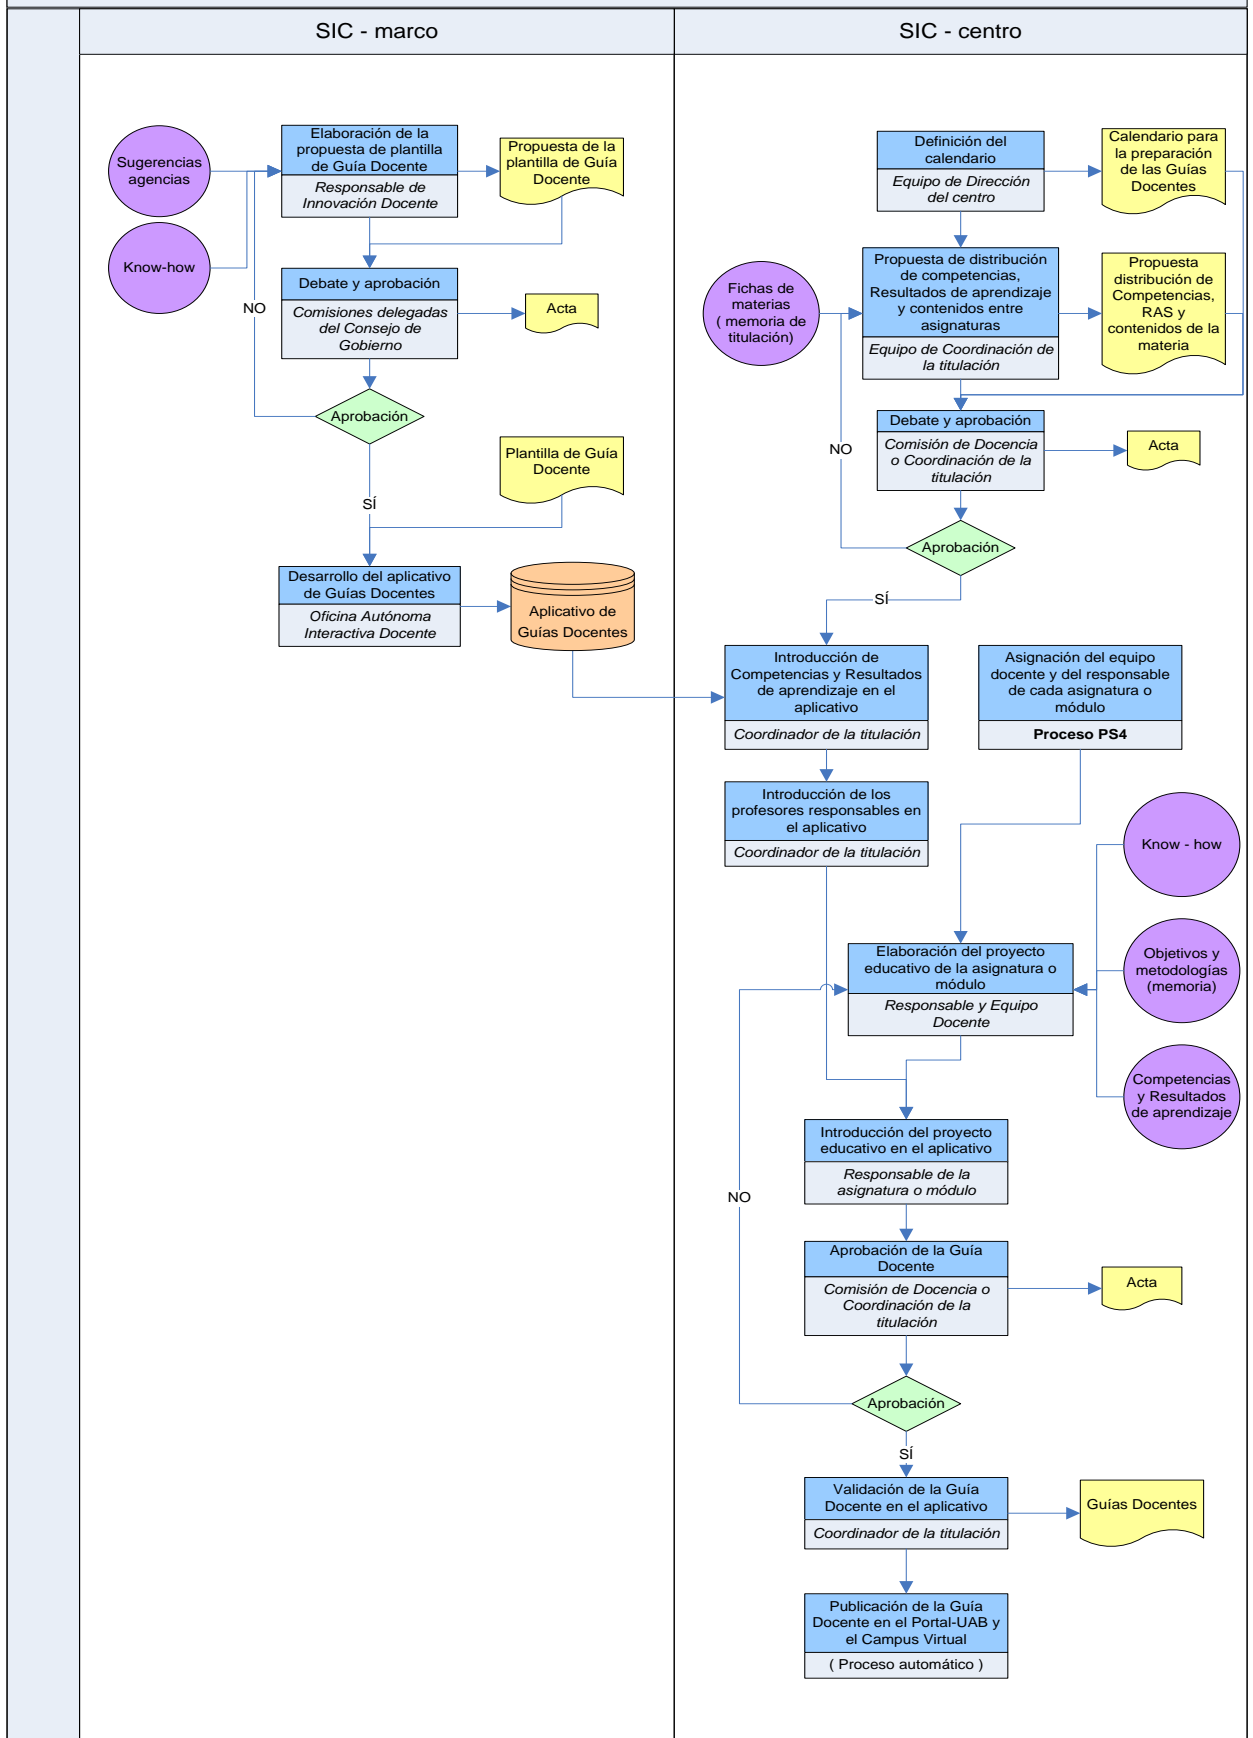 SIC - marco
SIC - centro
Sugerencias
agencias
Know-how
Elaboración de la
propuesta de plantilla
de Guía Docente
Responsable de
Innovación Docente
Propuesta de la
plantilla de Guía
Docente
Debate y aprobación
Comisiones delegadas
del Consejo de
Gobierno
Acta
NO
Aprobación
SÍ
Plantilla de Guía
Docente
Desarrollo del aplicativo
de Guías Docentes
Oficina Autónoma
Interactiva Docente
Aplicativo de
Guías Docentes
Definición del
calendario
Equipo de Dirección
del centro
Calendario para
la preparación
de las Guías
Docentes
Fichas de
materias
( memoria de
titulación)
Propuesta de distribución
de competencias,
Resultados de aprendizaje
y contenidos entre
asignaturas
Equipo de Coordinación de
la titulación
Propuesta
distribución de
Competencias,
RAS y
contenidos de la
materia
Debate y aprobación
Comisión de Docencia
o Coordinación de la
titulación
Acta
NO
Aprobación
SÍ
Introducción de
Competencias y Resultados
de aprendizaje en el
aplicativo
Coordinador de la titulación
Asignación del equipo
docente y del responsable
de cada asignatura o
módulo
Proceso PS4
Introducción de los
profesores responsables en
el aplicativo
Coordinador de la titulación
Know - how
Elaboración del proyecto
educativo de la asignatura o
módulo
Responsable y Equipo
Docente
Objetivos y
metodologías
(memoria)
Competencias
y Resultados
de aprendizaje
Introducción del proyecto
educativo en el aplicativo
Responsable de la
asignatura o módulo
NO
Aprobación de la Guía
Docente
Comisión de Docencia o
Coordinación de la
titulación
Acta
Aprobación
SÍ
Validación de la Guía
Docente en el aplicativo
Coordinador de la titulación
Guías Docentes
Publicación de la Guía
Docente en el Portal-UAB y
el Campus Virtual
( Proceso automático )